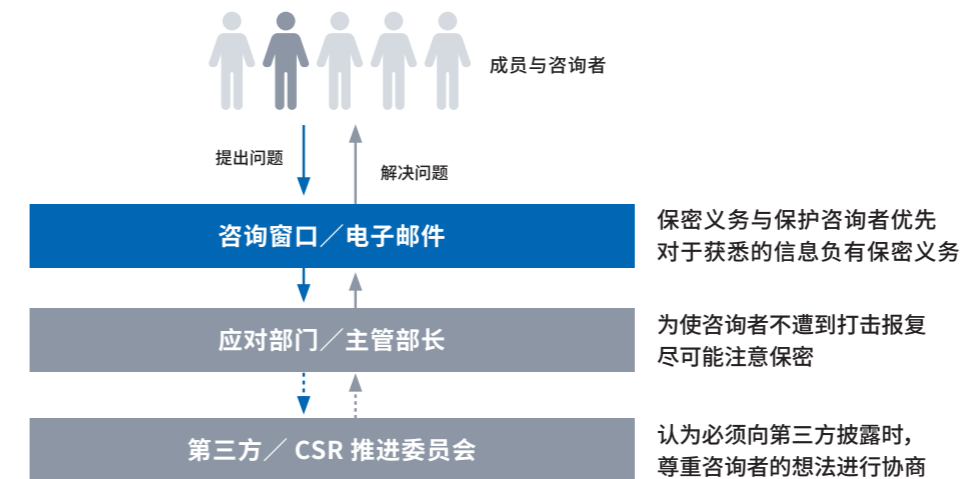 成员与咨询者
提出问题
解决问题
咨询窗口／电子邮件
保密义务与保护咨询者优先
对于获悉的信息负有保密义务
应对部门／主管部长
为使咨询者不遭到打击报复
尽可能注意保密
第三方／ CSR 推进委员会
认为必须向第三方披露时，
尊重咨询者的想法进行协商